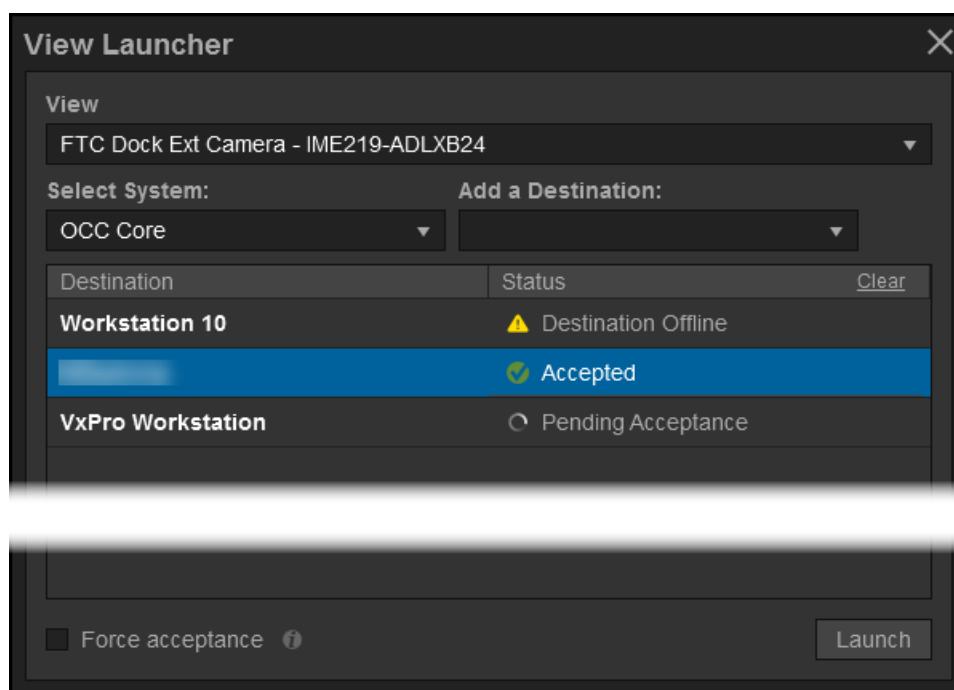 View Launcher
View
FTC Dock Ext Camera - IME219-ADLXB24
Select System: Add a Destination:
OCC Core
Destination Status Clear
Workstation 10 Destination Offline
Accepted
VxPro Workstation Pending Acceptance
Force acceptance
Launch